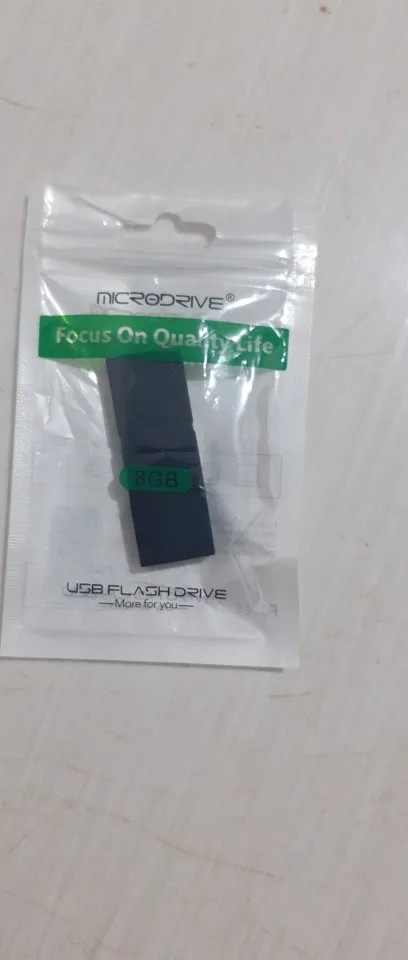 MICRODRIVE®
Focus On Quality Life
8GB
USB FLASH DRIVE
—More for you—